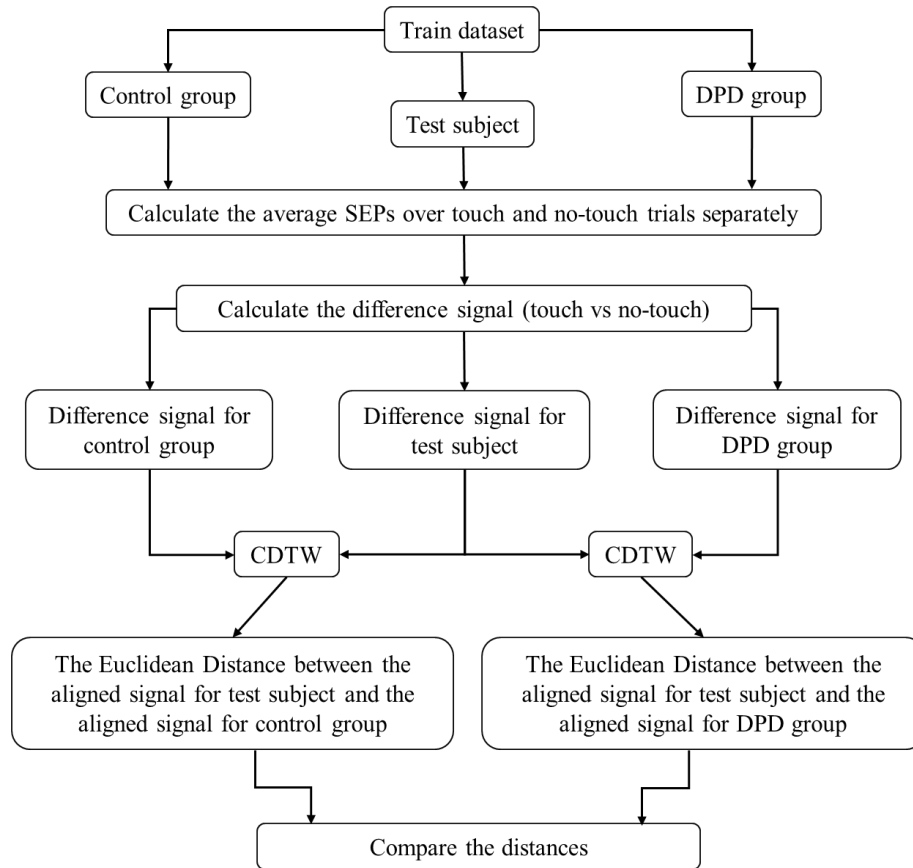 Train dataset
Control group
Test subject
DPD group
Calculate the average SEPs over touch and no-touch trials separately
Calculate the difference signal (touch vs no-touch)
Difference signal for
control group
Difference signal for
test subject
Difference signal for
DPD group
CDTW
CDTW
The Euclidean Distance between the
aligned signal for test subject and the
aligned signal for control group
The Euclidean Distance between the
aligned signal for test subject and the
aligned signal for DPD group
Compare the distances